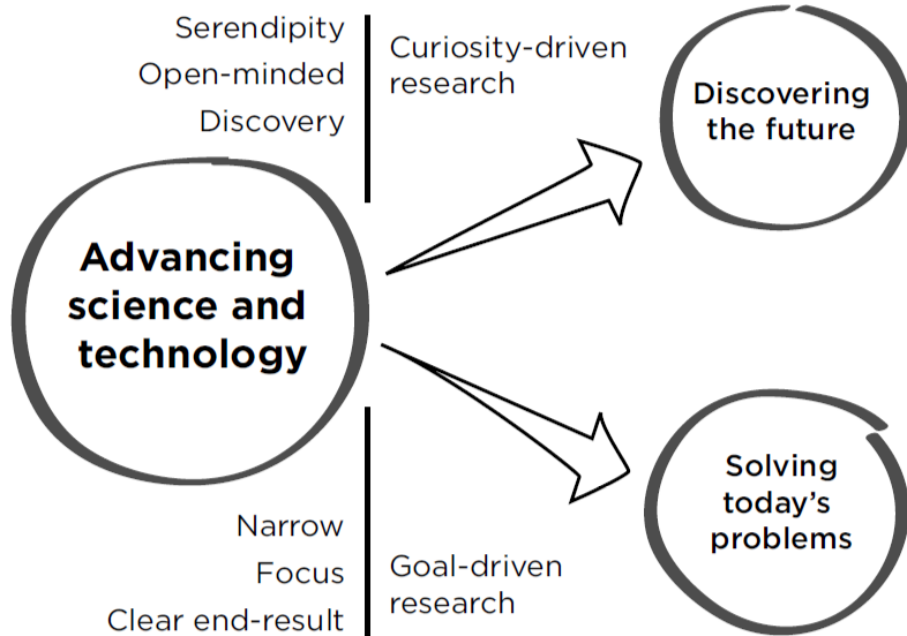 Serendipity
Open-minded
Discovery
Curiosity-driven
research
Discovering
the future
Advancing
science and
technology
Narrow
Focus
Clear end-result
Goal-driven
research
Solving
today's
problems